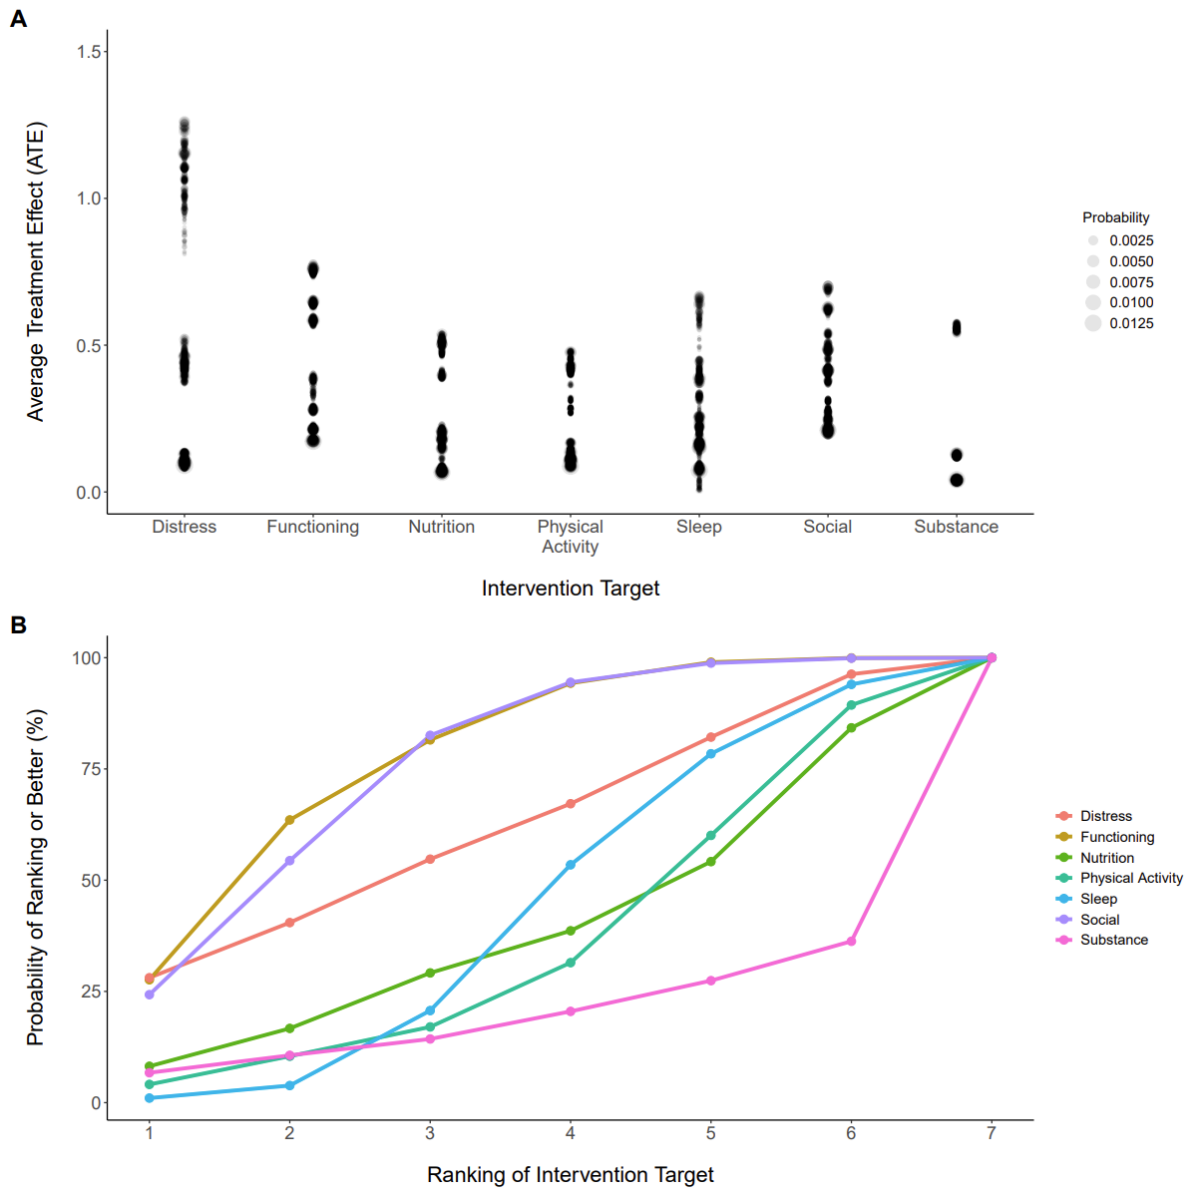 A
Average Treatment Effect (ATE)
1.5
1.0
0.5
0.0
Distress
Functioning
Nutrition
Physical
Activity
Sleep
Social
Substance
Intervention Target
Probability
0.0025
0.0050
0.0075
0.0100
0.0125
B
Probability of Ranking or Better (%)
100
75
50
25
0
1
2
3
4
5
6
7
Ranking of Intervention Target
Distress
Functioning
Nutrition
Physical Activity
Sleep
Social
Substance